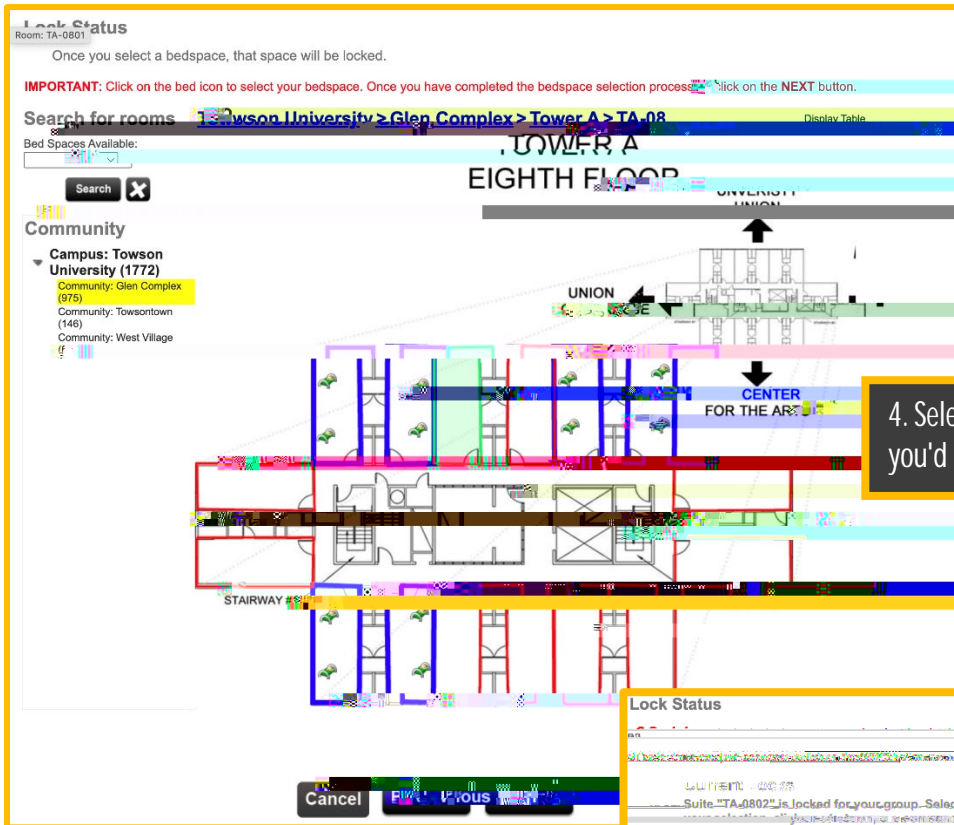 Lock Status
Room: TA-0801
Once you select a bedspace, that space will be locked.
IMPORTANT: Click on the bed icon to select your bedspace. Once you have completed the bedspace selection process click on the NEXT button.
Search for rooms Towson University > Glen Complex > Tower A > TA-08
Display Table
Bed Spaces Available:
TOWER A
EIGHTH FLOOR
Search
UNION
Community
Campus: Towson
University (1772)
Community: Glen Complex
(975)
Community: Towsontown
(146)
Community: West Village
UNION
CENTER
FOR THE ARTS
4. Sele
you'd
STAIRWAY #
Lock Status
Suite "TA-0802" is locked for your group. Selec
Cancel